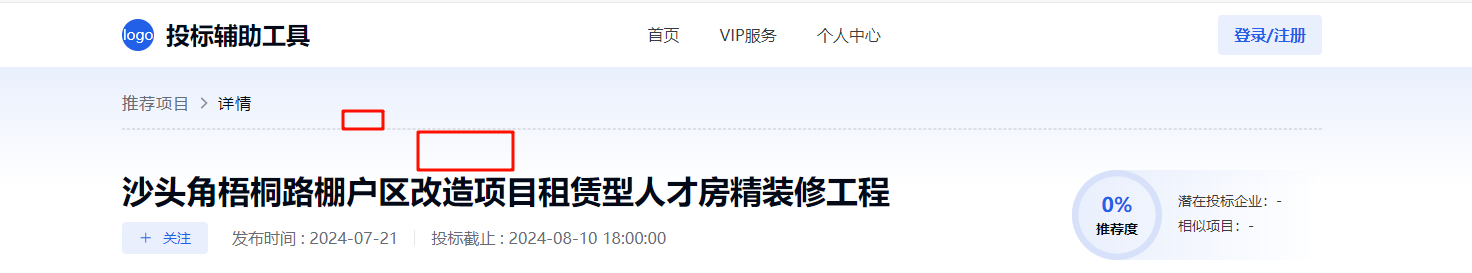 logo 投标辅助工具 首页 VIP服务 个人中心 登录/注册
推荐项目 > 详情
沙头角梧桐路棚户区改造项目租赁型人才房精装修工程
+ 关注 发布时间 : 2024-07-21 投标截止 : 2024-08-10 18:00:00
0%
推荐度
潜在投标企业：-
相似项目：-